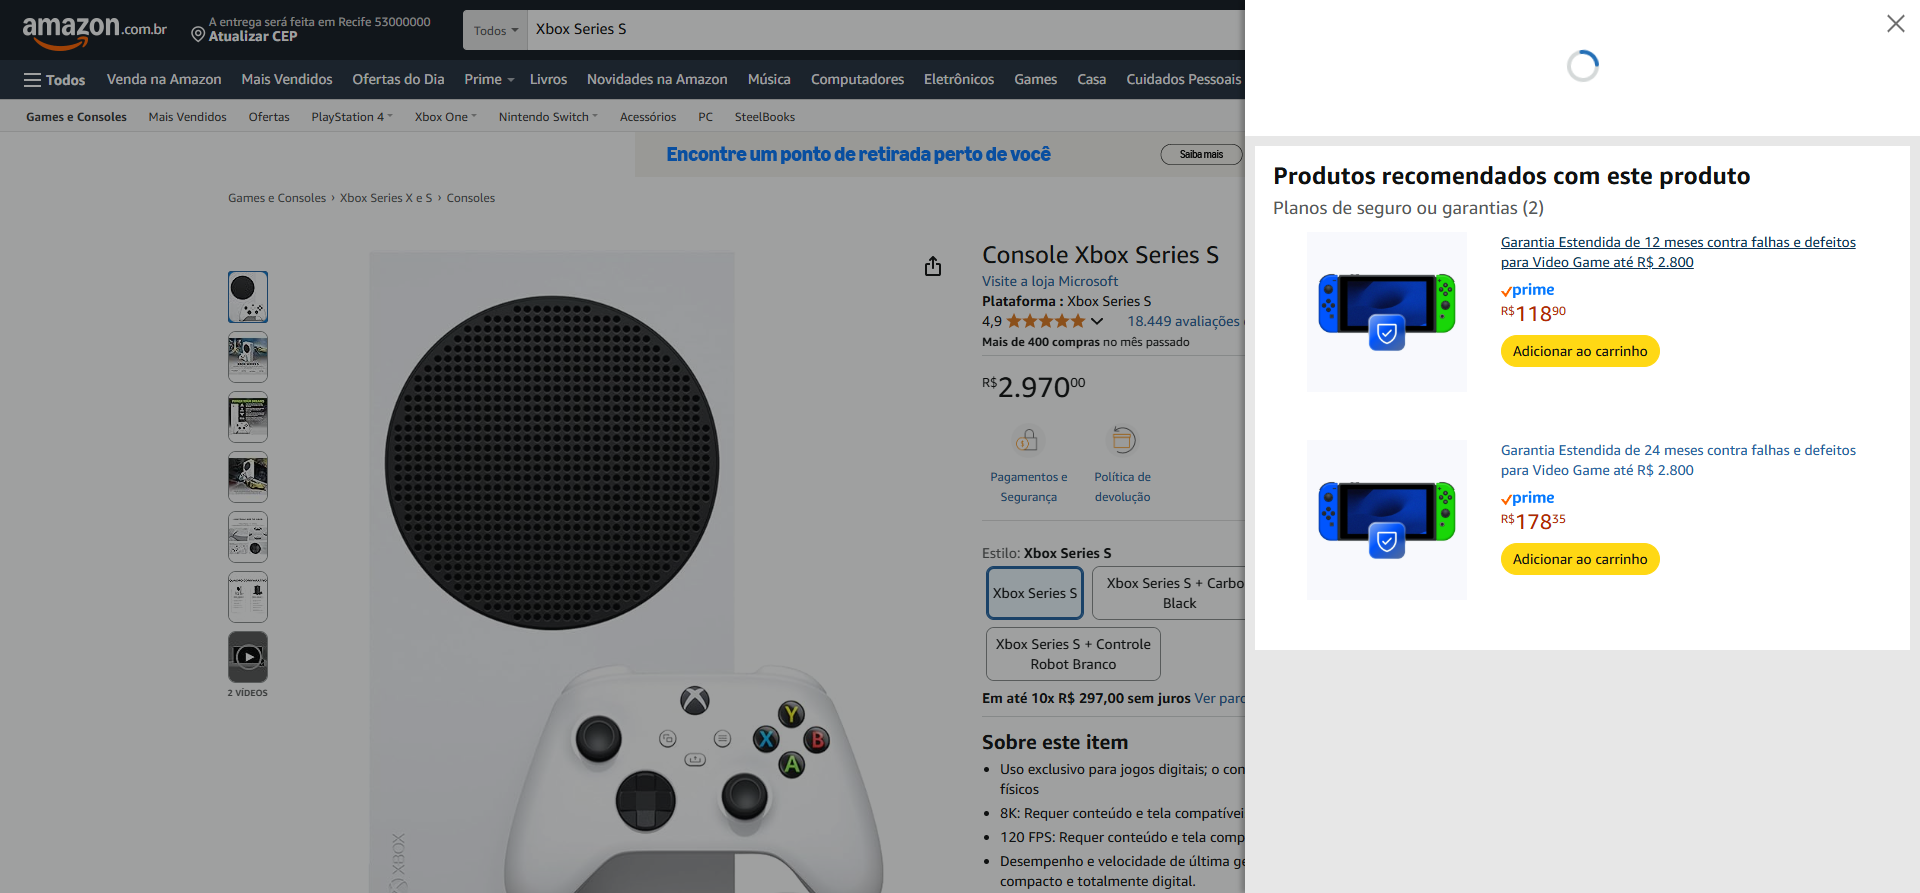 amazon.com.br
A entrega será feita em Recife 53000000
Atualizar CEP
Todos
Xbox Series S
Todos
Venda na Amazon
Mais Vendidos
Ofertas do Dia
Prime
Livros
Novidades na Amazon
Música
Computadores
Eletrônicos
Games
Casa
Cuidados Pessoais
Games e Consoles
Mais Vendidos
Ofertas
PlayStation 4
Xbox One
Nintendo Switch
Acessórios
PC
SteelBooks
Encontre um ponto de retirada perto de você
Saiba mais
Games e Consoles › Xbox Series X e S › Consoles
2 VÍDEOS
XBOX
Y
X
B
A
Console Xbox Series S
Visite a loja Microsoft
Plataforma : Xbox Series S
4,9
18.449 avaliações
Mais de 400 compras no mês passado
R$2.97000
Pagamentos e
Segurança
Política de
devolução
Estilo: Xbox Series S
Xbox Series S
Xbox Series S + Carbo
Black
Xbox Series S + Controle
Robot Branco
Em até 10x R$ 297,00 sem juros Ver parc
Sobre este item
Uso exclusivo para jogos digitais; o con
físicos
8K: Requer conteúdo e tela compatívei
120 FPS: Requer conteúdo e tela comp
Desempenho e velocidade de última ge
compacto e totalmente digital.
Produtos recomendados com este produto
Planos de seguro ou garantias (2)
Garantia Estendida de 12 meses contra falhas e defeitos
para Video Game até R$ 2.800
prime
R$11890
Adicionar ao carrinho
Garantia Estendida de 24 meses contra falhas e defeitos
para Video Game até R$ 2.800
prime
R$17835
Adicionar ao carrinho